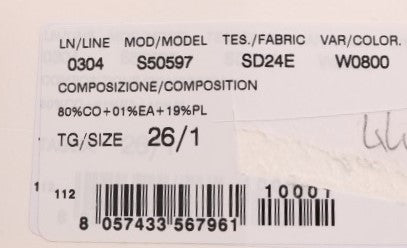 LN/LINE MOD/MODEL TES./FABRIC VAR/COLOR.
0304 S50597 SD24E W0800
COMPOSIZIONE/COMPOSITION
80%CO+01%EA+19%PL
TG/SIZE 26/1
112 10001
8 057433 567961